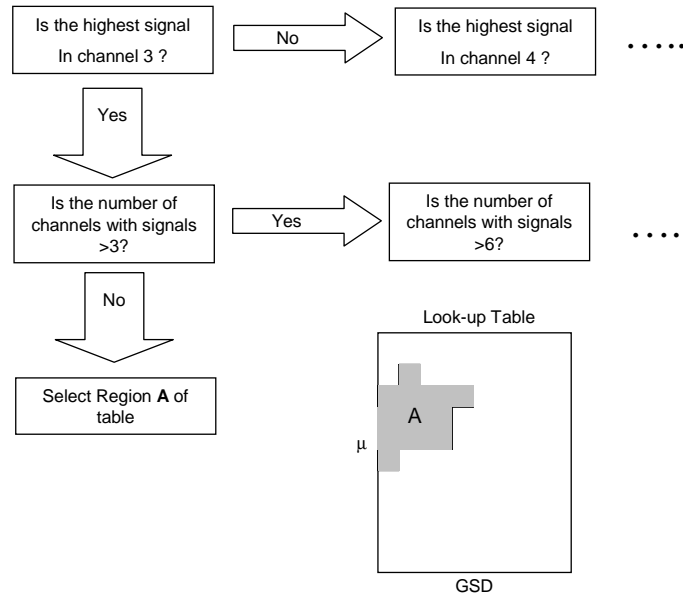 Is the highest signal
In channel 3 ?
No
Is the highest signal
In channel 4 ?
.....
Yes
Is the number of
channels with signals
>3?
Yes
Is the number of
channels with signals
>6?
....
No
Select Region A of
table
Look-up Table
A
μ
GSD